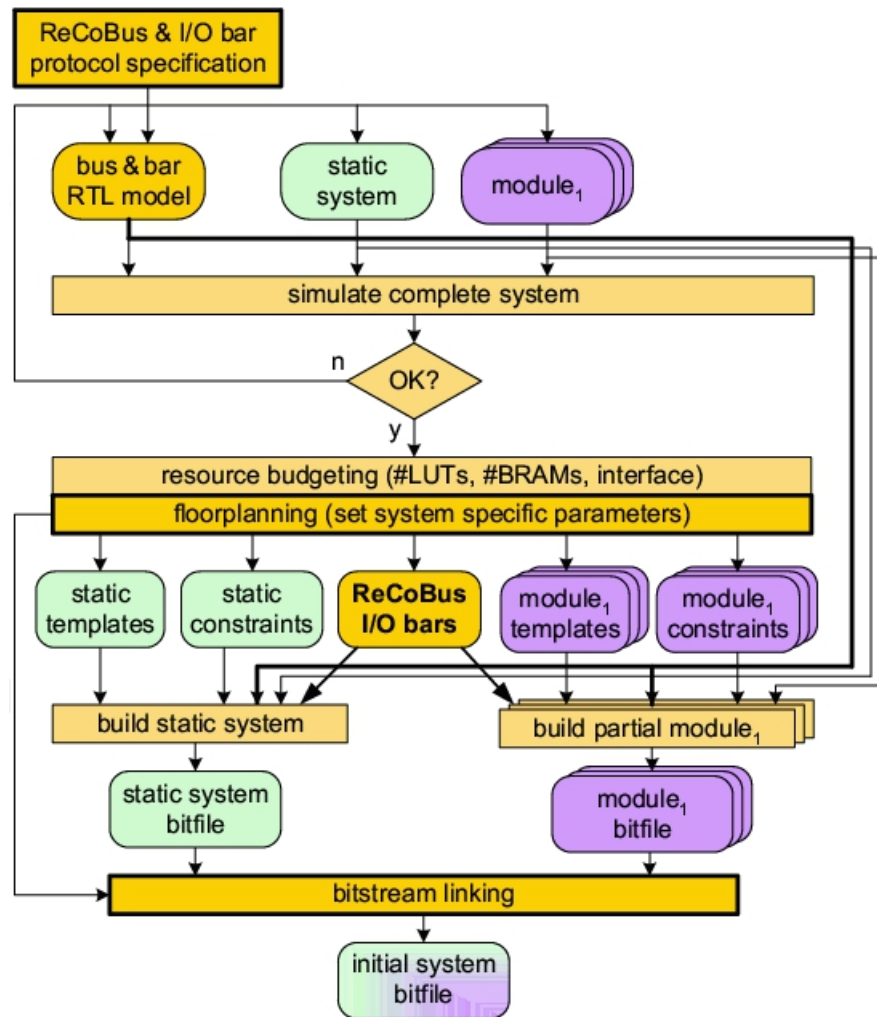 ReCoBus & I/O bar
protocol specification
bus & bar
RTL model
static
system
module₁
simulate complete system
n
OK?
y
resource budgeting (#LUTs, #BRAMs, interface)
floorplanning (set system specific parameters)
static
templates
static
constraints
ReCoBus
I/O bars
module₁
templates
module₁
constraints
build static system
build partial module₁
static system
bitfile
module₁
bitfile
bitstream linking
initial system
bitfile